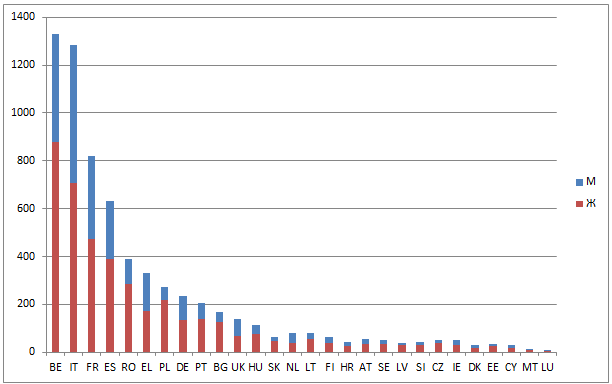 1400
1200
1000
800
600
400
200
0
BE IT FR ES RO EL PL DE PT BG UK HU SK NL LT FI HR AT SE LV SI CZ IE DK EE CY MT LU
М
Ж